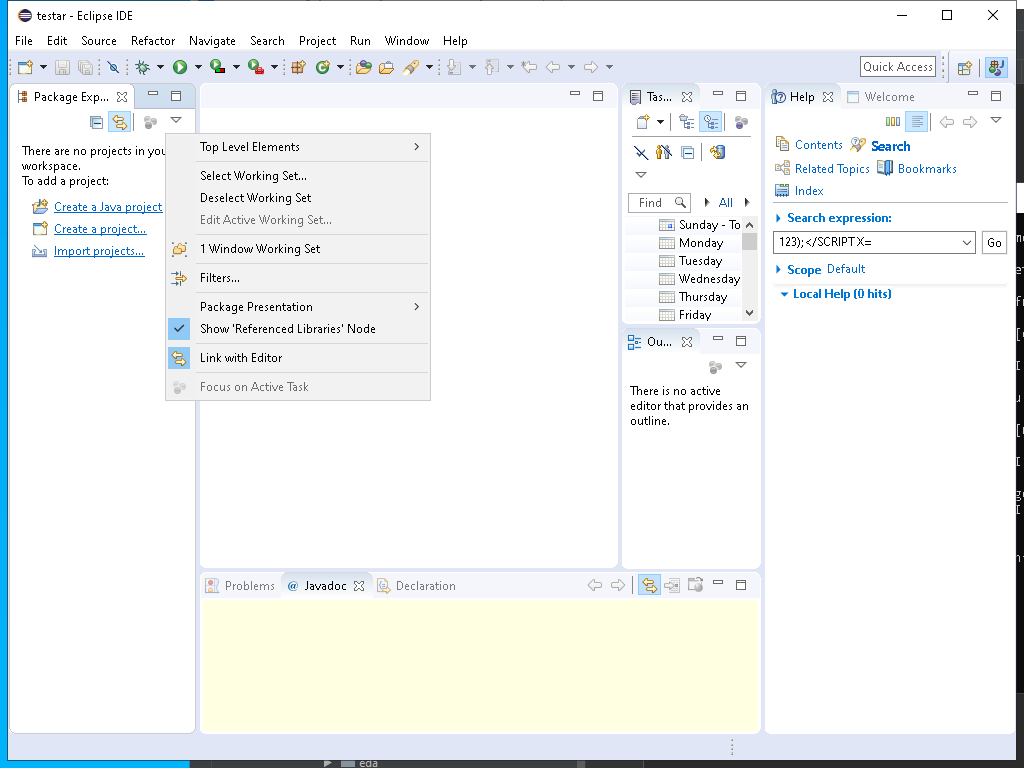 testar - Eclipse IDE
File Edit Source Refactor Navigate Search Project Run Window Help
Quick Access
Package Exp...
There are no projects in you
workspace.
To add a project:
Create a Java project
Create a project...
Import projects...
Top Level Elements
Select Working Set...
Deselect Working Set
Edit Active Working Set...
1 Window Working Set
Filters...
Package Presentation
Show 'Referenced Libraries' Node
Link with Editor
Focus on Active Task
Tas...
Find
All
Sunday - To
Monday
Tuesday
Wednesday
Thursday
Friday
Ou...
There is no active
editor that provides an
outline.
Help Welcome
Contents Search
Related Topics Bookmarks
Index
Search expression:
123);</SCRIPT X=
Go
Scope Default
Local Help (0 hits)
Problems @ Javadoc Declaration
eda